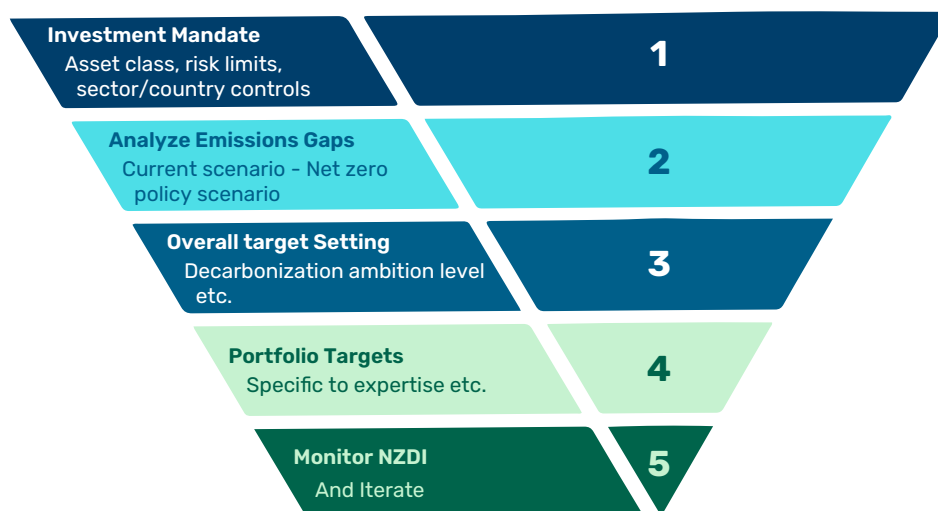 Investment Mandate
Asset class, risk limits,
sector/country controls
1
Analyze Emissions Gaps
Current scenario - Net zero
policy scenario
2
Overall target Setting
Decarbonization ambition level
etc.
3
Portfolio Targets
Specific to expertise etc.
4
Monitor NZDI
And Iterate
5